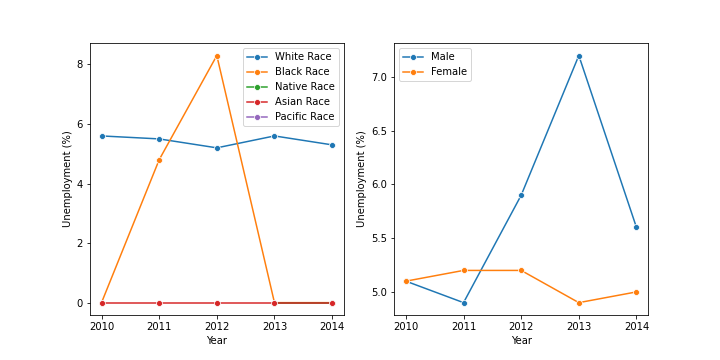 White Race
Black Race
Native Race
Asian Race
Pacific Race
8
6
4
2
0
Unemployment (%)
2010 2011 2012 2013 2014
Year
Male
Female
7.0
6.5
6.0
5.5
5.0
Unemployment (%)
2010 2011 2012 2013 2014
Year